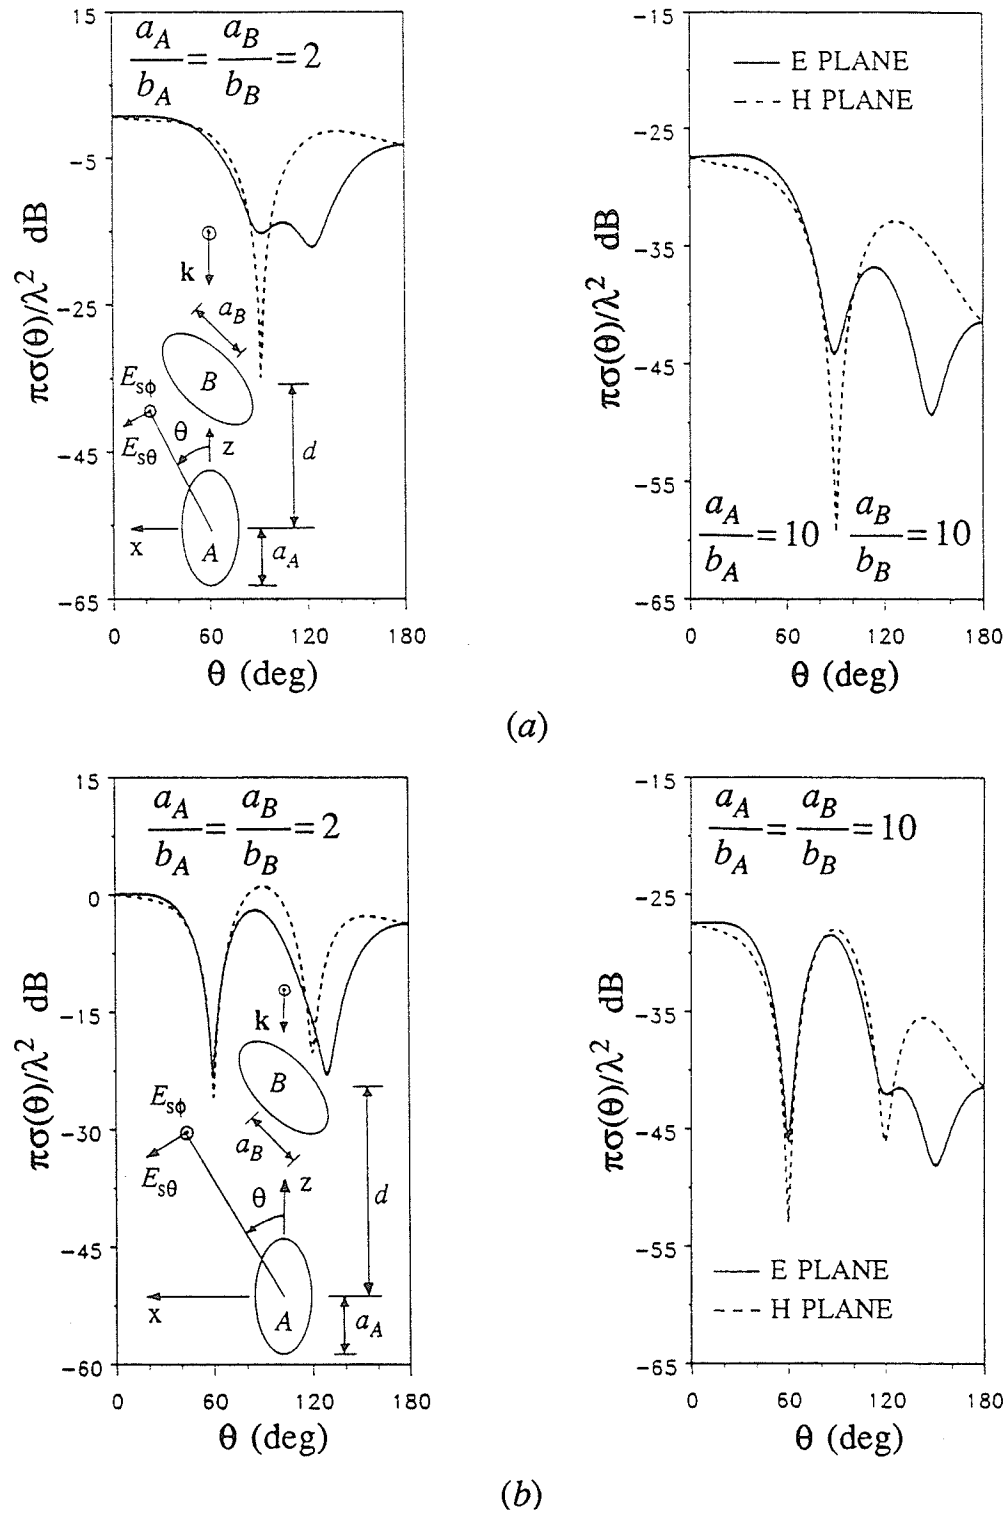 a_A/b_A = a_B/b_B = 2
15
-5
-25
-45
-65
πσ(θ)/λ² dB
k
a_B
B
E_sφ
E_sθ
θ
z
d
x
A
a_A
0 60 120 180
θ (deg)
-15
-25
-35
-45
-55
-65
πσ(θ)/λ² dB
E PLANE
H PLANE
a_A/b_A = 10 a_B/b_B = 10
0 60 120 180
θ (deg)
(a)
a_A/b_A = a_B/b_B = 2
15
0
-15
-30
-45
-60
πσ(θ)/λ² dB
k
B
a_B
E_sφ
E_sθ
θ
z
d
x
A
a_A
0 60 120 180
θ (deg)
a_A/b_A = a_B/b_B = 10
-15
-25
-35
-45
-55
-65
πσ(θ)/λ² dB
E PLANE
H PLANE
0 60 120 180
θ (deg)
(b)